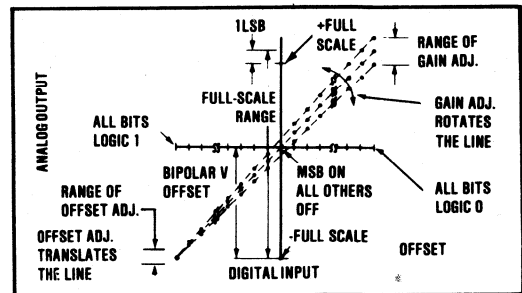 1LSB
+FULL
SCALE
RANGE OF
GAIN ADJ.
FULL-SCALE
RANGE
GAIN ADJ.
ROTATES
THE LINE
ALL BITS
LOGIC 1
ANALOG OUTPUT
BIPOLAR V
OFFSET
MSB ON
ALL OTHERS
OFF
ALL BITS
LOGIC 0
RANGE OF
OFFSET ADJ.
OFFSET ADJ.
TRANSLATES
THE LINE
-FULL SCALE
OFFSET
DIGITAL INPUT